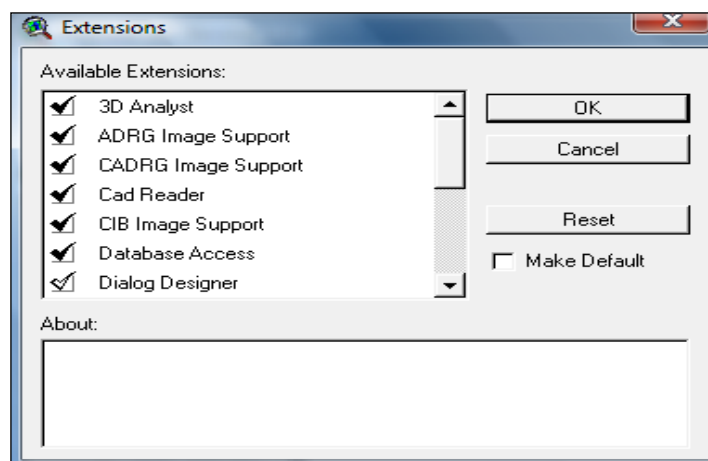 Extensions
Available Extensions:
3D Analyst
ADRG Image Support
CADRG Image Support
Cad Reader
CIB Image Support
Database Access
Dialog Designer
OK
Cancel
Reset
Make Default
About: